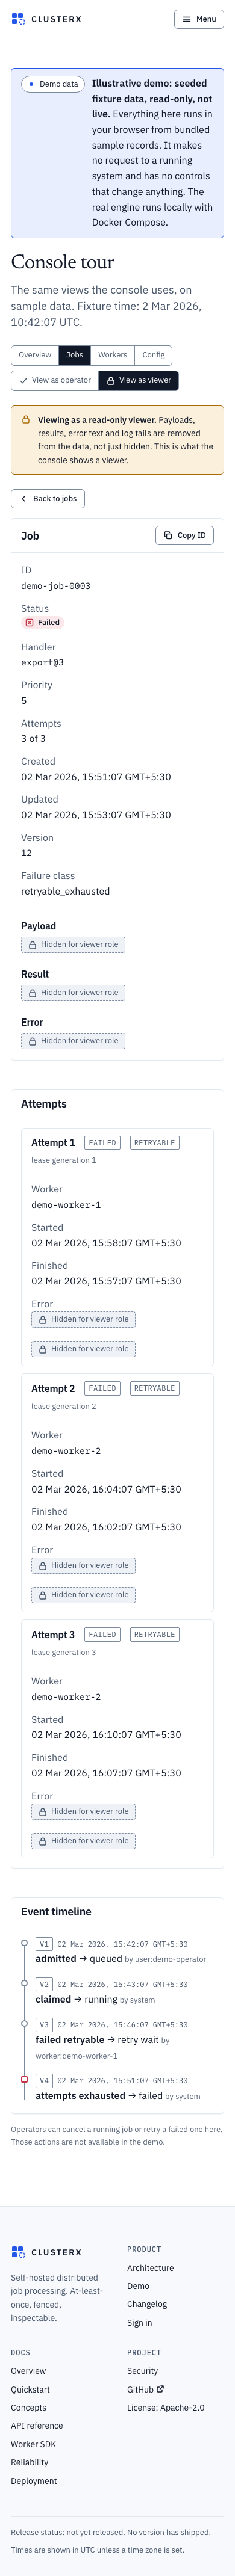 CLUSTERX
Menu
Demo data
Illustrative demo: seeded
fixture data, read-only, not
live. Everything here runs in
your browser from bundled
sample records. It makes
no request to a running
system and has no controls
that change anything. The
real engine runs locally with
Docker Compose.
Console tour
The same views the console uses, on
sample data. Fixture time: 2 Mar 2026,
10:42:07 UTC.
Overview
Jobs
Workers
Config
View as operator
View as viewer
Viewing as a read-only viewer. Payloads,
results, error text and log tails are removed
from the data, not just hidden. This is what the
console shows a viewer.
Back to jobs
Job
Copy ID
ID
demo-job-0003
Status
Failed
Handler
export@3
Priority
5
Attempts
3 of 3
Created
02 Mar 2026, 15:51:07 GMT+5:30
Updated
02 Mar 2026, 15:53:07 GMT+5:30
Version
12
Failure class
retryable_exhausted
Payload
Hidden for viewer role
Result
Hidden for viewer role
Error
Hidden for viewer role
Attempts
Attempt 1 FAILED RETRYABLE
lease generation 1
Worker
demo-worker-1
Started
02 Mar 2026, 15:58:07 GMT+5:30
Finished
02 Mar 2026, 15:57:07 GMT+5:30
Error
Hidden for viewer role
Hidden for viewer role
Attempt 2 FAILED RETRYABLE
lease generation 2
Worker
demo-worker-2
Started
02 Mar 2026, 16:04:07 GMT+5:30
Finished
02 Mar 2026, 16:02:07 GMT+5:30
Error
Hidden for viewer role
Hidden for viewer role
Attempt 3 FAILED RETRYABLE
lease generation 3
Worker
demo-worker-2
Started
02 Mar 2026, 16:10:07 GMT+5:30
Finished
02 Mar 2026, 16:07:07 GMT+5:30
Error
Hidden for viewer role
Hidden for viewer role
Event timeline
V1 02 Mar 2026, 15:42:07 GMT+5:30
admitted → queued by user:demo-operator
V2 02 Mar 2026, 15:43:07 GMT+5:30
claimed → running by system
V3 02 Mar 2026, 15:46:07 GMT+5:30
failed retryable → retry wait by
worker:demo-worker-1
V4 02 Mar 2026, 15:51:07 GMT+5:30
attempts exhausted → failed by system
Operators can cancel a running job or retry a failed one here.
Those actions are not available in the demo.
CLUSTERX
Self-hosted distributed
job processing. At-least-
once, fenced,
inspectable.
PRODUCT
Architecture
Demo
Changelog
Sign in
DOCS
Overview
Quickstart
Concepts
API reference
Worker SDK
Reliability
Deployment
PROJECT
Security
GitHub
License: Apache-2.0
Release status: not yet released. No version has shipped.
Times are shown in UTC unless a time zone is set.